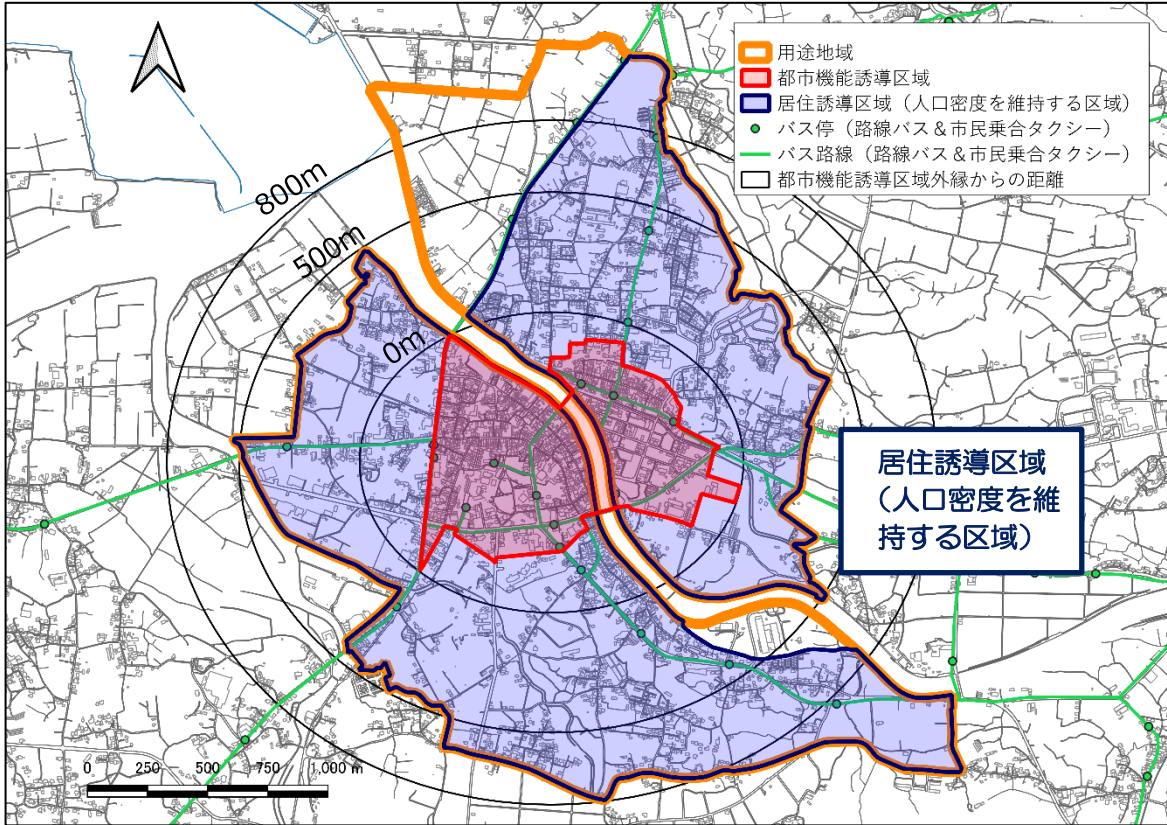 用途地域
都市機能誘導区域
居住誘導区域（人口密度を維持する区域）
バス停（路線バス＆市民乗合タクシー）
バス路線（路線バス＆市民乗合タクシー）
都市機能誘導区域外縁からの距離
800m
500m
0m
居住誘導区域
（人口密度を維
持する区域）
0 250 500 750 1,000 m